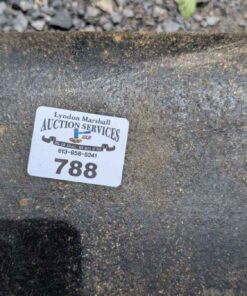 Lyndon Marshall
AUCTION SERVICES
613-658-5241
788